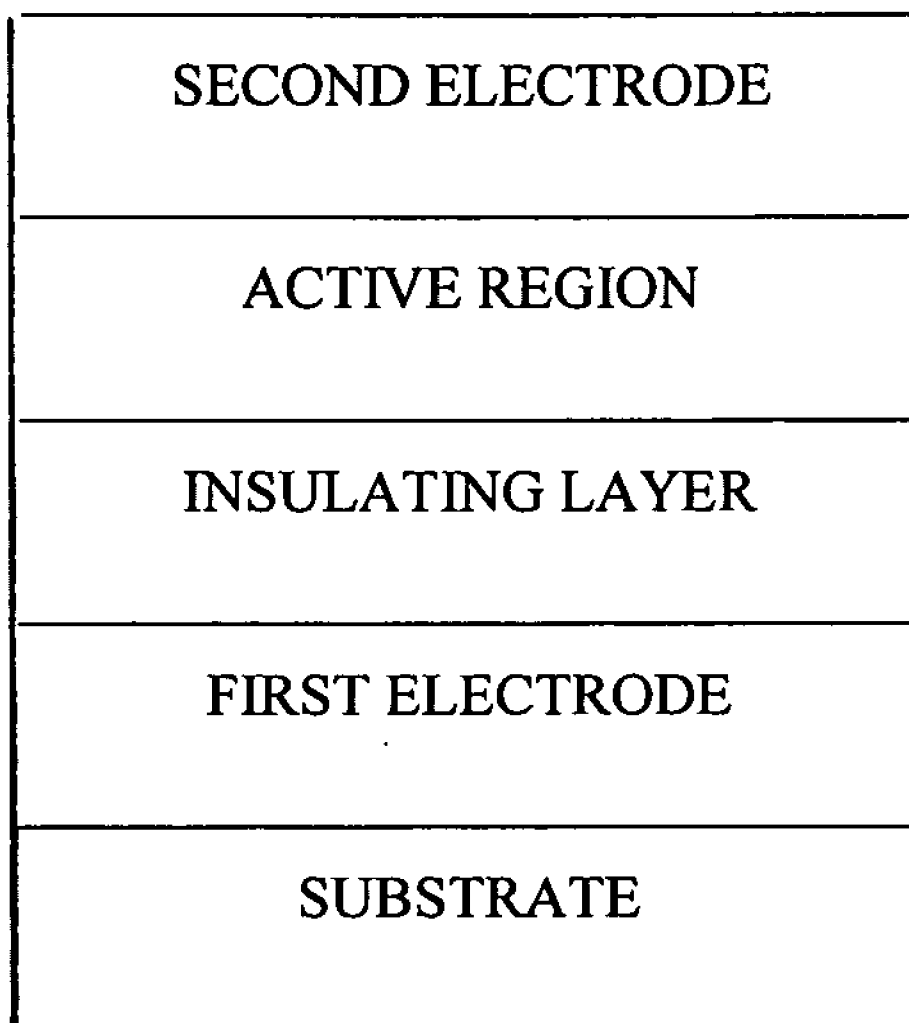 SECOND ELECTRODE
ACTIVE REGION
INSULATING LAYER
FIRST ELECTRODE
SUBSTRATE